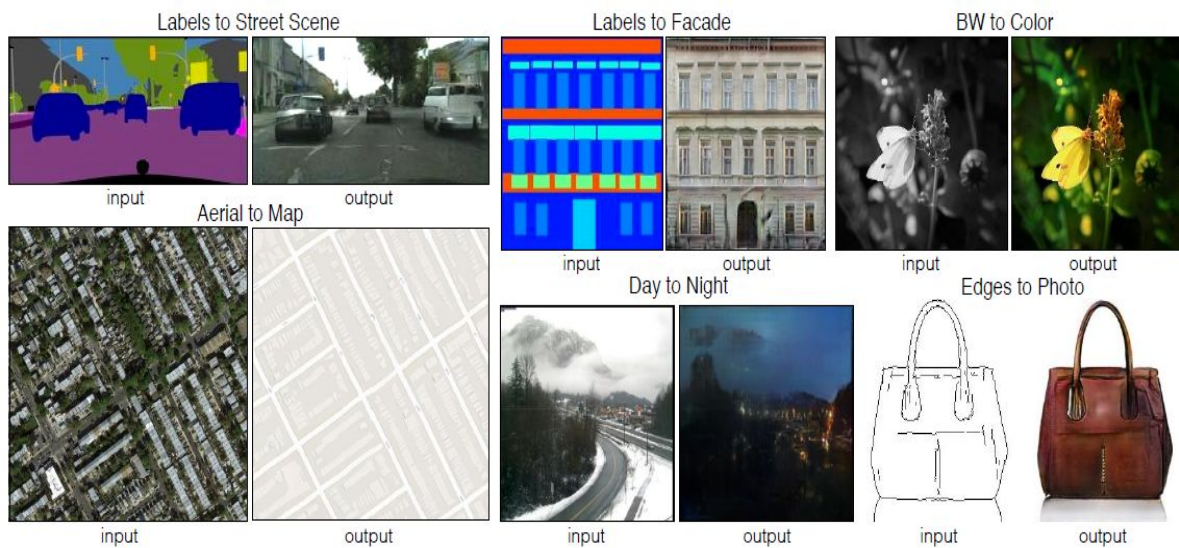 Labels to Street Scene
input
output
Aerial to Map
input
output
Labels to Facade
input
output
BW to Color
input
output
Day to Night
input
output
Edges to Photo
input
output